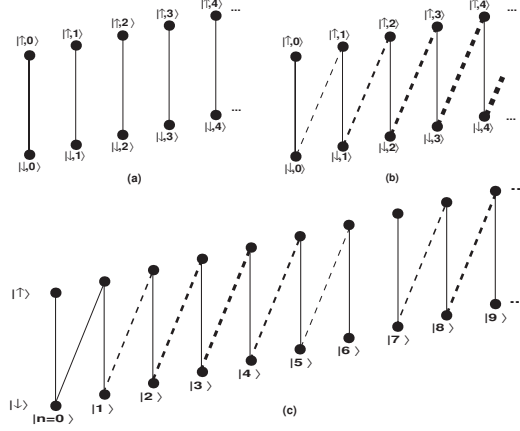 |↑,0⟩ |↑,1⟩ |↑,2⟩ |↑,3⟩ |↑,4⟩ ...
|↓,0⟩ |↓,1⟩ |↓,2⟩ |↓,3⟩ |↓,4⟩ ...
(a)
|↑,0⟩ |↑,1⟩ |↑,2⟩ |↑,3⟩ |↑,4⟩ ...
|↓,0⟩ |↓,1⟩ |↓,2⟩ |↓,3⟩ |↓,4⟩ ...
(b)
|↑⟩
|↓⟩
|n=0 ⟩ |1 ⟩ |2 ⟩ |3 ⟩ |4 ⟩ |5 ⟩ |6 ⟩ |7 ⟩ |8 ⟩ |9 ⟩
(c)